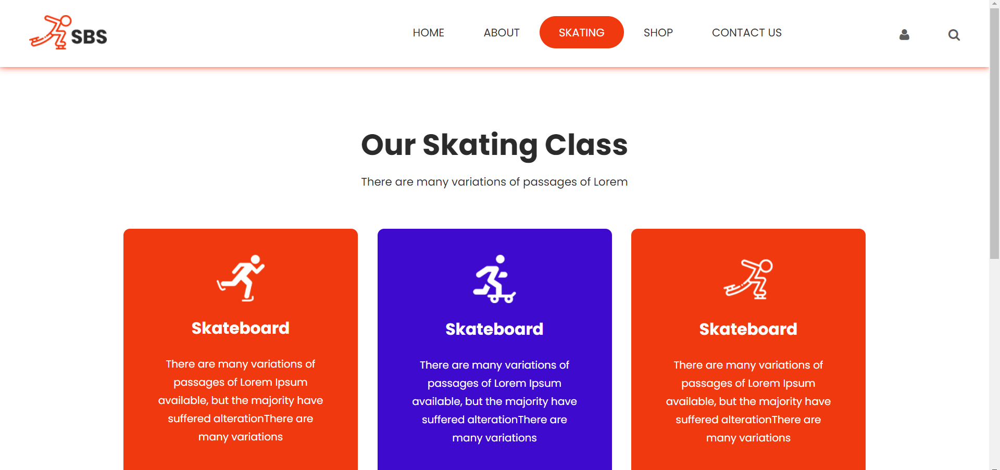 SBS
HOME ABOUT SKATING SHOP CONTACT US
Our Skating Class
There are many variations of passages of Lorem
Skateboard
There are many variations of
passages of Lorem Ipsum
available, but the majority have
suffered alterationThere are
many variations
Skateboard
There are many variations of
passages of Lorem Ipsum
available, but the majority have
suffered alterationThere are
many variations
Skateboard
There are many variations of
passages of Lorem Ipsum
available, but the majority have
suffered alterationThere are
many variations